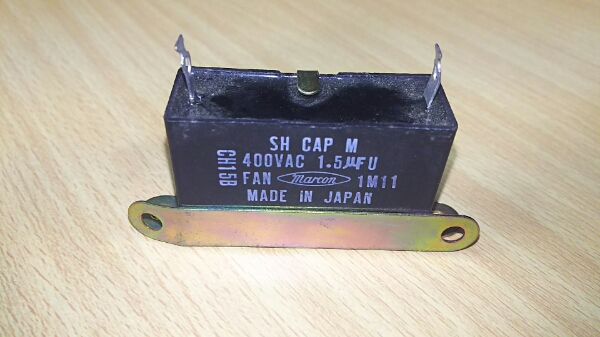 SH CAP M
400VAC 1.5μFU
FAN Marcon 1M11
MADE IN JAPAN
CH15B